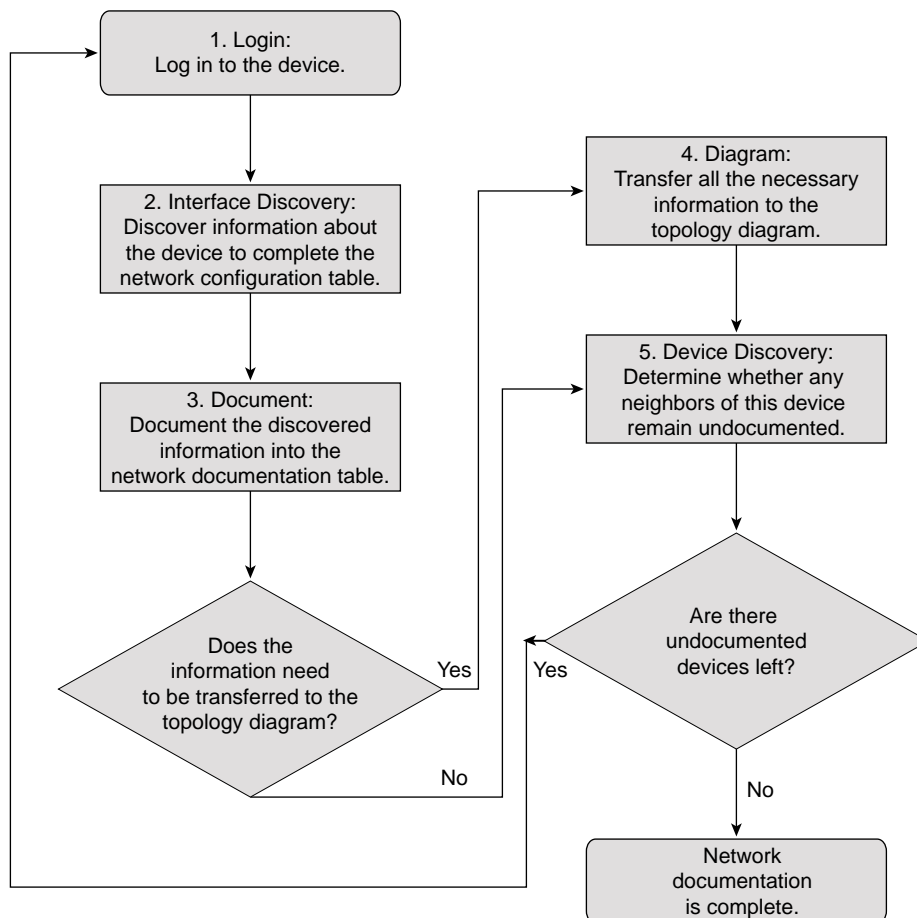 1. Login:
Log in to the device.
2. Interface Discovery:
Discover information about
the device to complete the
network configuration table.
3. Document:
Document the discovered
information into the
network documentation table.
Does the
information need
to be transferred to the
topology diagram?
Yes
No
4. Diagram:
Transfer all the necessary
information to the
topology diagram.
5. Device Discovery:
Determine whether any
neighbors of this device
remain undocumented.
Are there
undocumented
devices left?
Yes
No
Network
documentation
is complete.